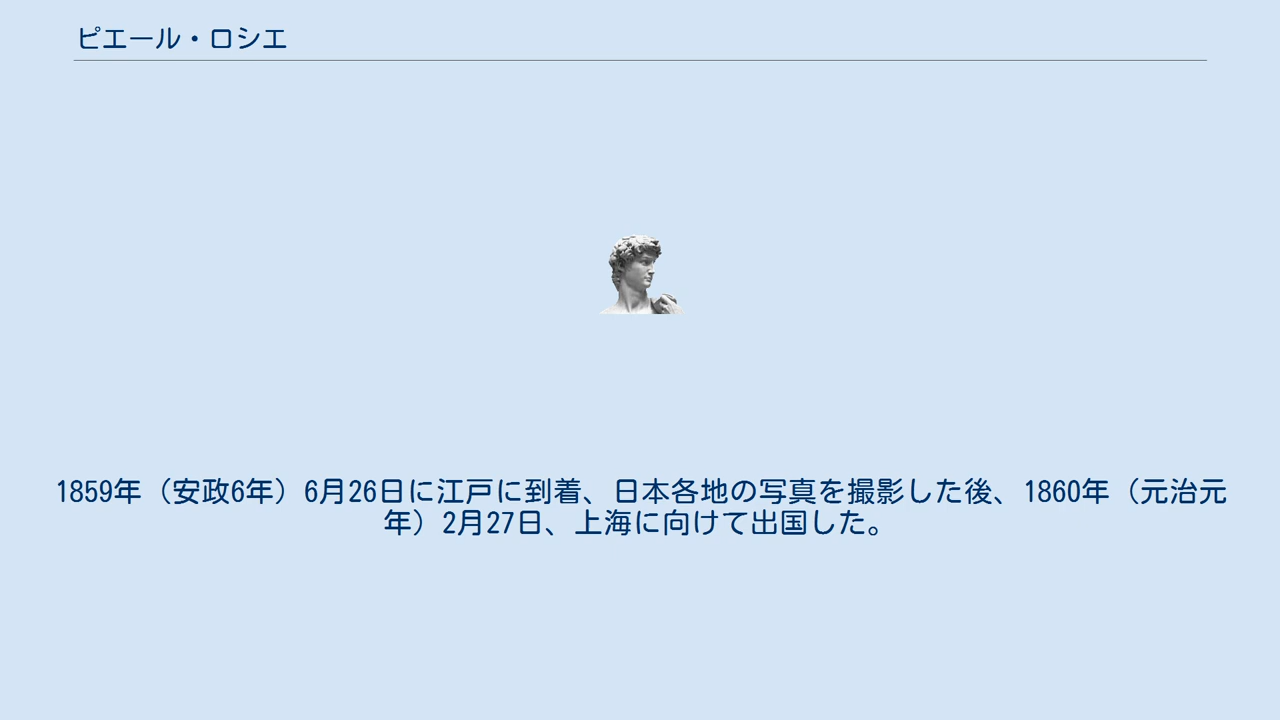 ピエール・ロシエ
1859年（安政6年）6月26日に江戸に到着、日本各地の写真を撮影した後、1860年（元治元
年）2月27日、上海に向けて出国した。